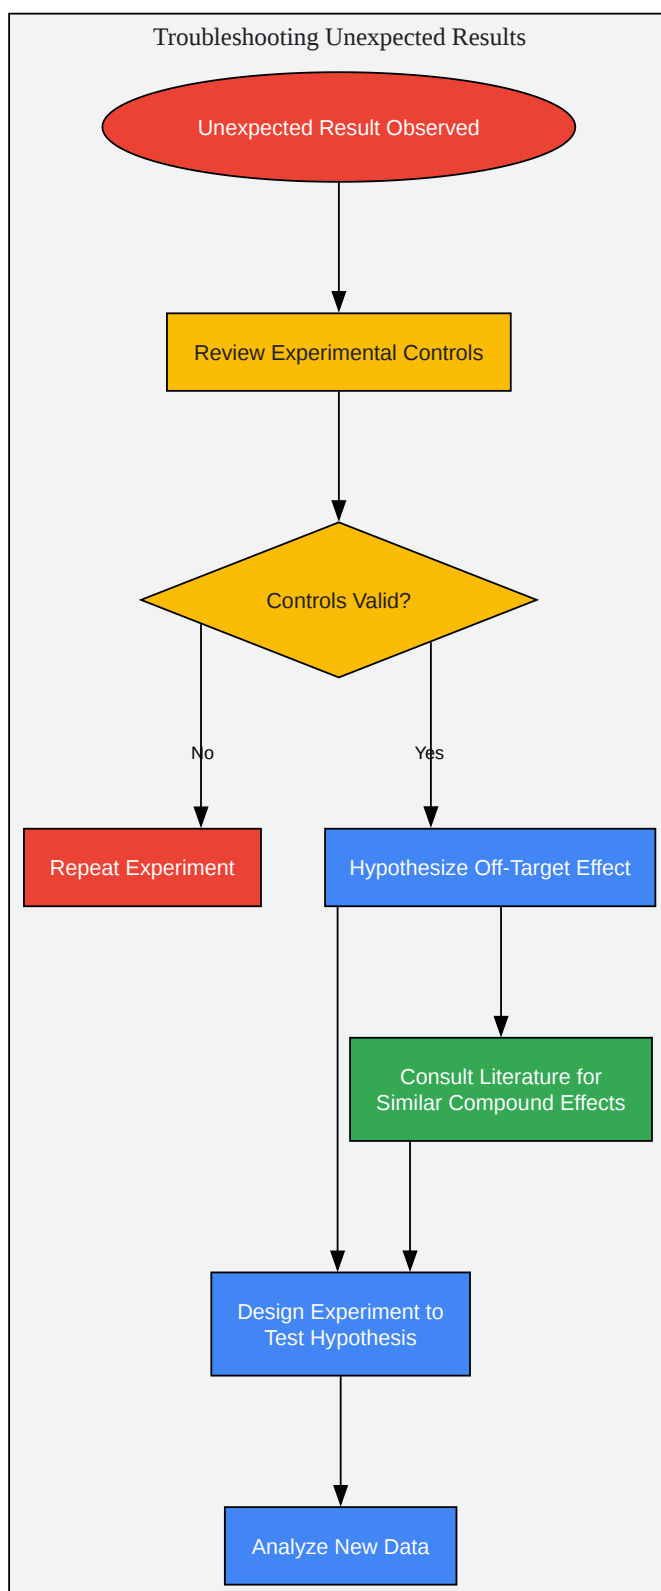 Troubleshooting Unexpected Results
Unexpected Result Observed
Review Experimental Controls
Controls Valid?
No
Yes
Repeat Experiment
Hypothesize Off-Target Effect
Consult Literature for
Similar Compound Effects
Design Experiment to
Test Hypothesis
Analyze New Data